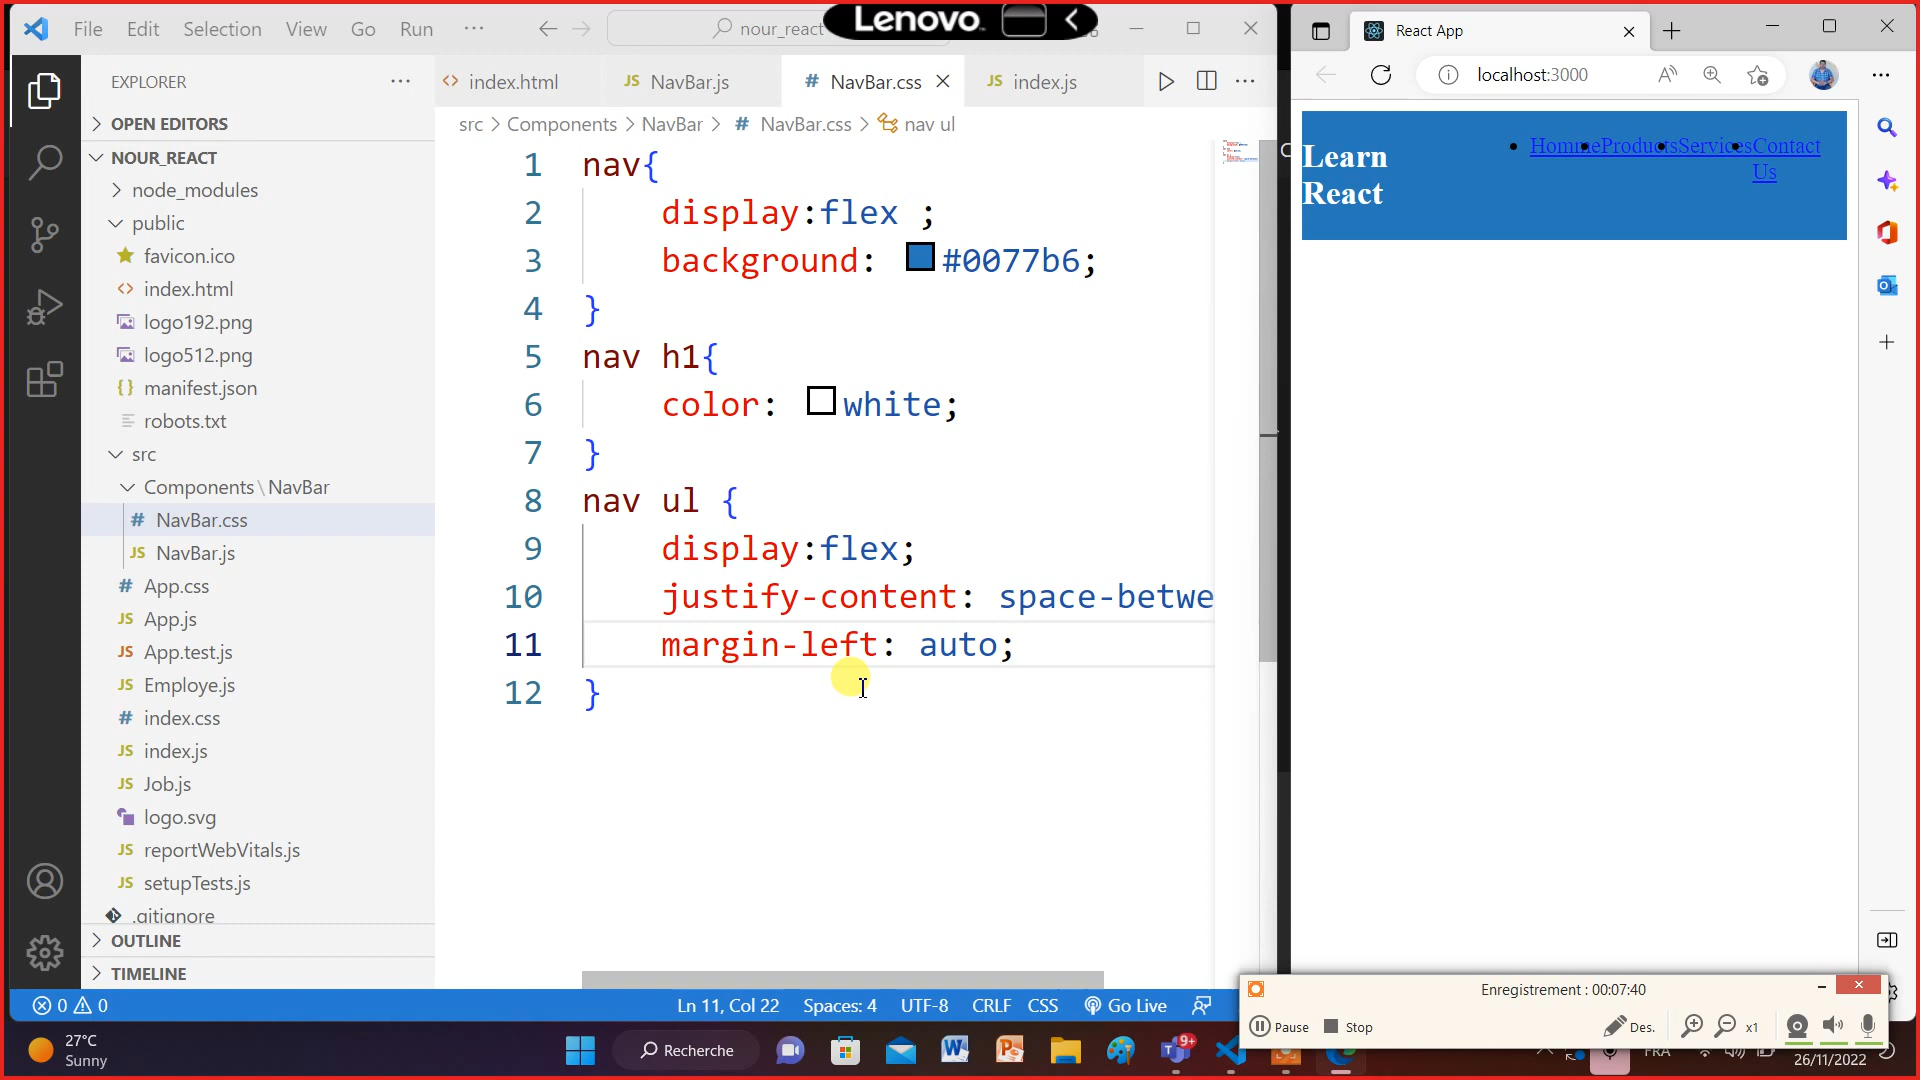 Lenovo
File Edit Selection View Go Run ···
nour_react
EXPLORER
OPEN EDITORS
NOUR_REACT
node_modules
public
favicon.ico
index.html
logo192.png
logo512.png
manifest.json
robots.txt
src
Components\NavBar
NavBar.css
NavBar.js
App.css
App.js
App.test.js
Employe.js
index.css
index.js
Job.js
logo.svg
reportWebVitals.js
setupTests.js
.gitignore
OUTLINE
TIMELINE
index.html NavBar.js NavBar.css index.js
src > Components > NavBar > # NavBar.css > nav ul
1 nav{
2 display:flex ;
3 background: #0077b6;
4 }
5 nav h1{
6 color: white;
7 }
8 nav ul {
9 display:flex;
10 justify-content: space-betwe
11 margin-left: auto;
12 }
0 0
Ln 11, Col 22 Spaces: 4 UTF-8 CRLF CSS Go Live
React App
localhost:3000
Learn
React
HommeProductsServicesContact
Us
Enregistrement : 00:07:40
Pause Stop Des. x1
27°C
Sunny
Recherche
9+
FRA
26/11/2022